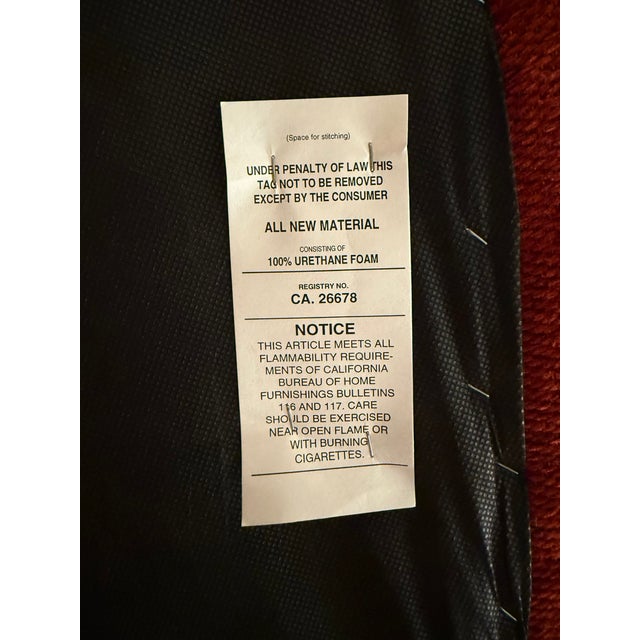 (Space for stitching)
UNDER PENALTY OF LAW THIS
TAG NOT TO BE REMOVED
EXCEPT BY THE CONSUMER
ALL NEW MATERIAL
CONSISTING OF
100% URETHANE FOAM
REGISTRY NO.
CA. 26678
NOTICE
THIS ARTICLE MEETS ALL
FLAMMABILITY REQUIRE-
MENTS OF CALIFORNIA
BUREAU OF HOME
FURNISHINGS BULLETINS
116 AND 117. CARE
SHOULD BE EXERCISED
NEAR OPEN FLAME OR
WITH BURNING
CIGARETTES.